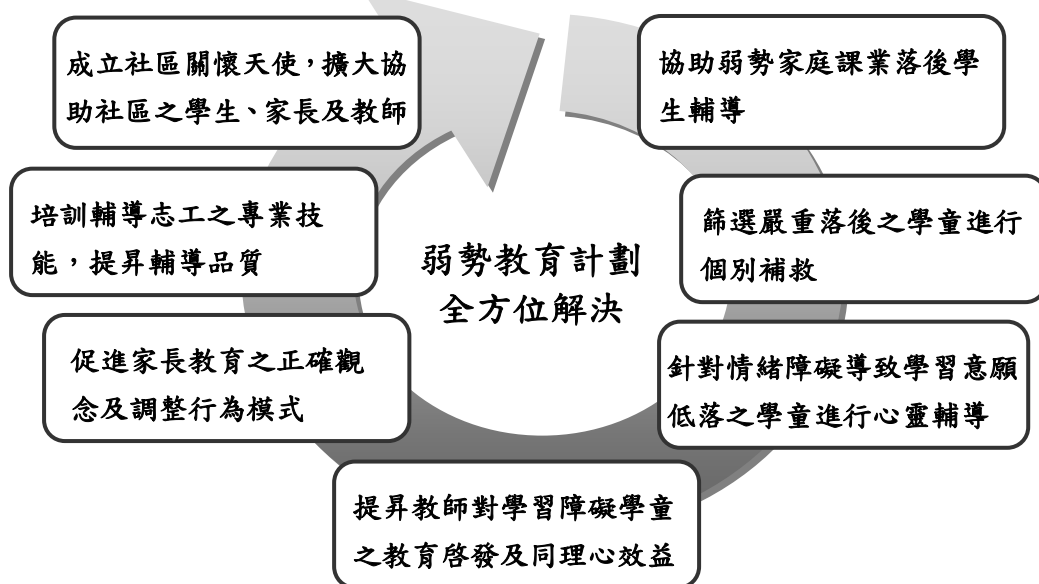 協助弱勢家庭課業落後學
生輔導
篩選嚴重落後之學童進行
個別補救
針對情緒障礙導致學習意願
低落之學童進行心靈輔導
提昇教師對學習障礙學童
之教育啓發及同理心效益
促進家長教育之正確觀
念及調整行為模式
培訓輔導志工之專業技
能，提昇輔導品質
成立社區關懷天使，擴大協
助社區之學生、家長及教師
弱勢教育計劃
全方位解決